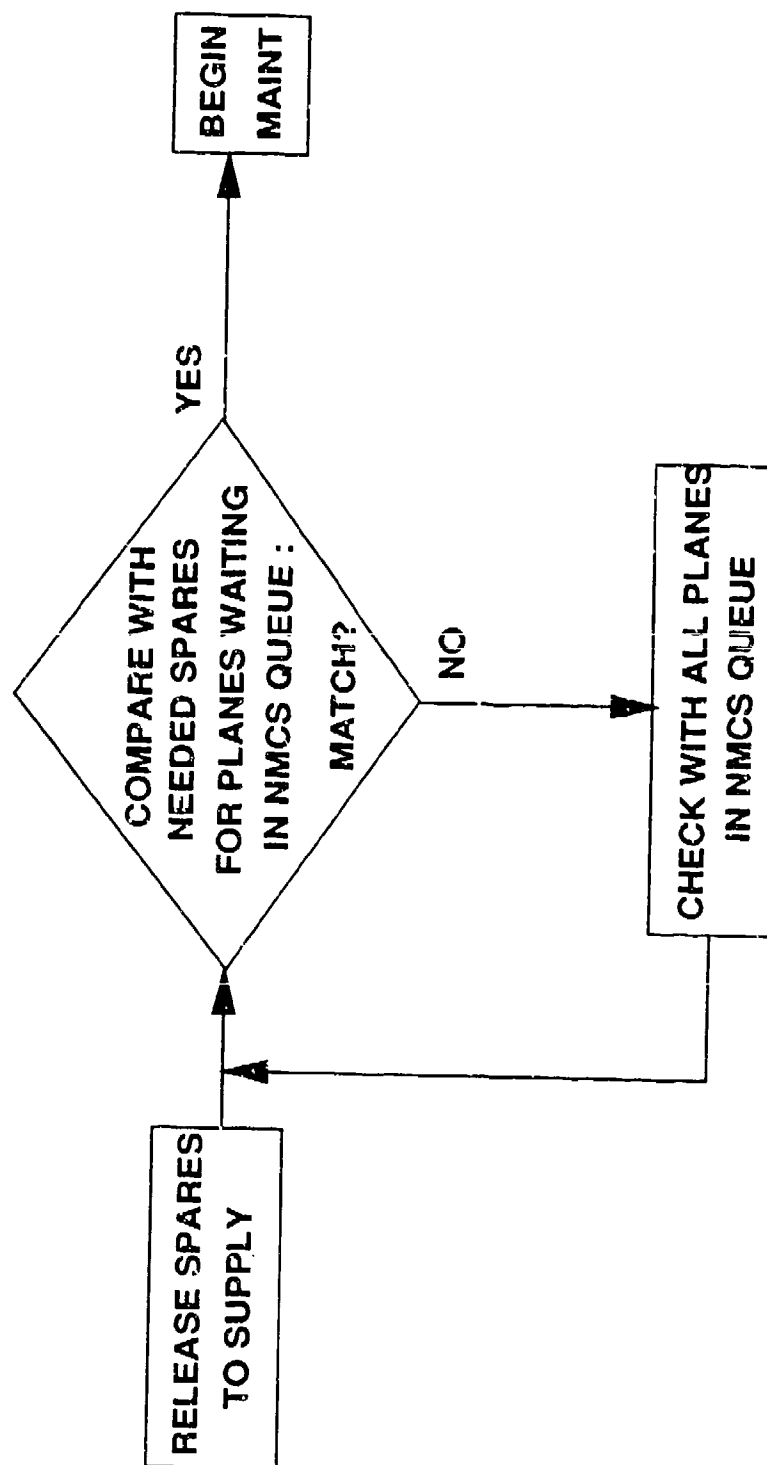 RELEASE SPARES
TO SUPPLY
COMPARE WITH
NEEDED SPARES
FOR PLANES WAITING
IN NMCS QUEUE :
MATCH?
YES
BEGIN
MAINT
NO
CHECK WITH ALL PLANES
IN NMCS QUEUE